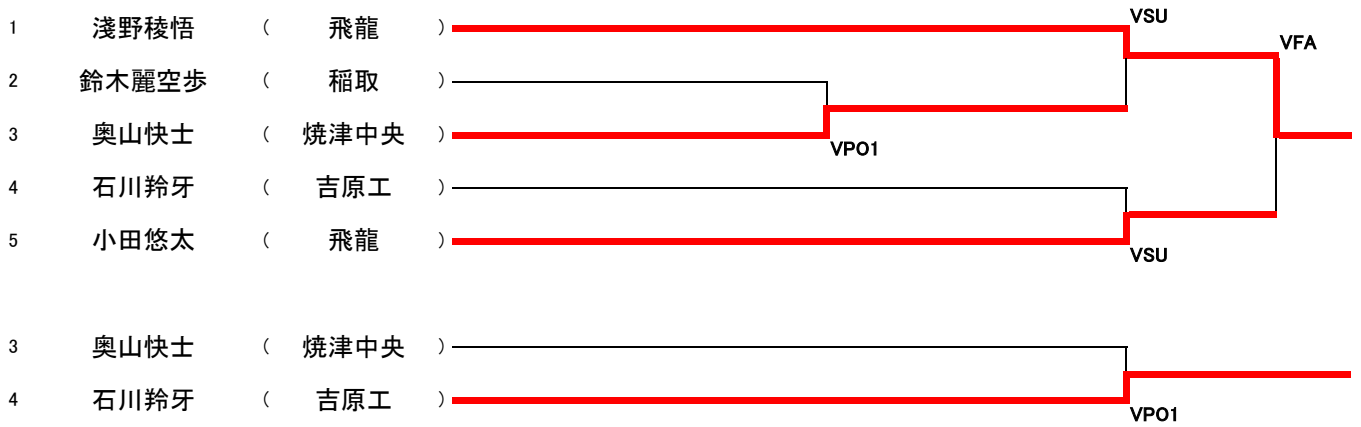 VSU
1 淺野稜悟 ( 飛龍 )
VFA
2 鈴木麗空歩 ( 稲取 )
3 奥山快士 ( 焼津中央 )
VPO1
4 石川羚牙 ( 吉原工 )
5 小田悠太 ( 飛龍 )
VSU
3 奥山快士 ( 焼津中央 )
4 石川羚牙 ( 吉原工 )
VPO1